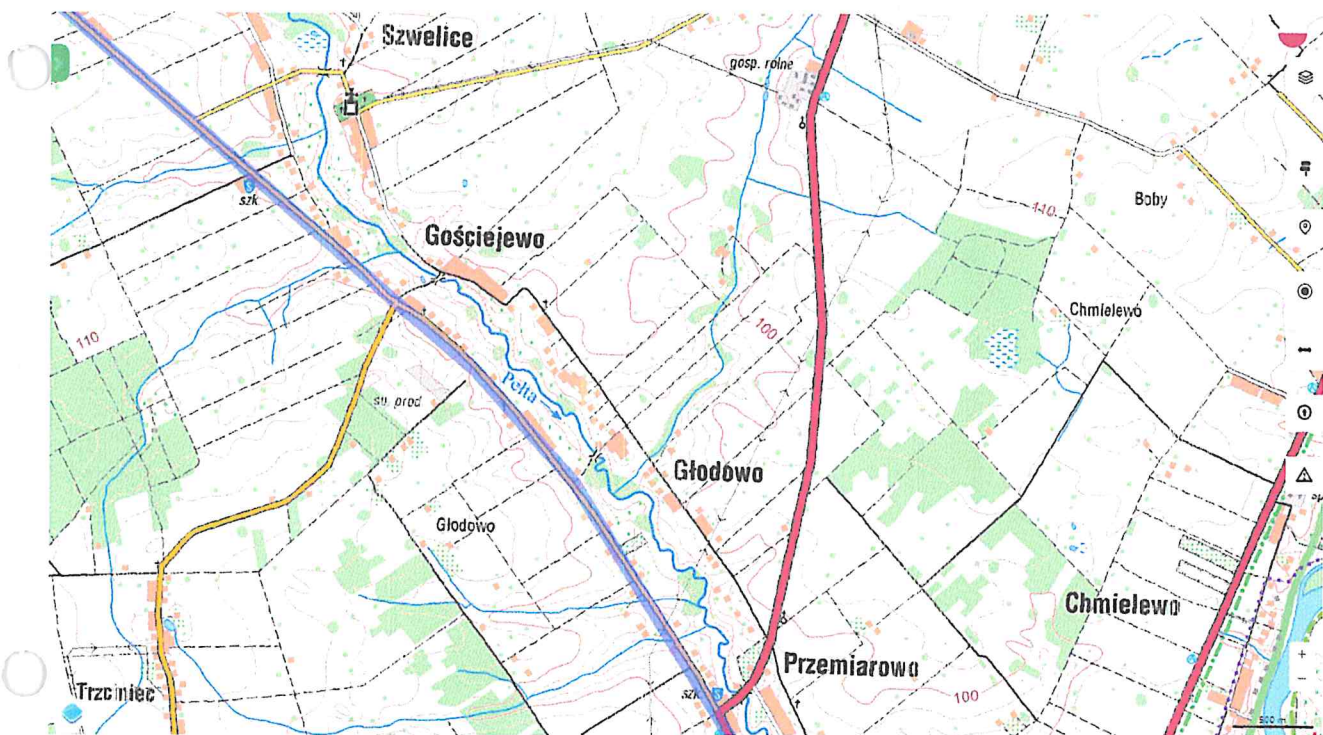 Szwelice
gosp. rolne
szk
110
Boby
Gościejewo
Chmielewo
110
100
Pełta
su. prod
Głodowo
Głodowo
Chmielewo
Przemiarowo
Trzciniec
szk
100
500 m